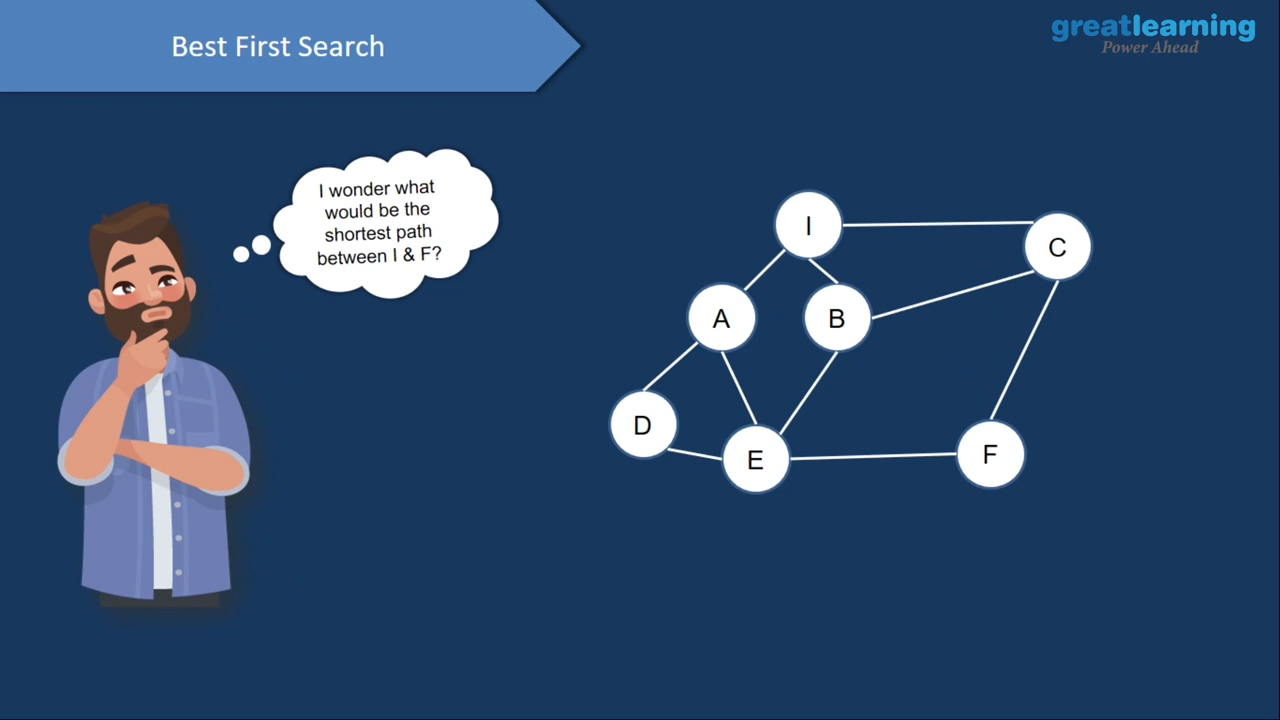 Best First Search
greatlearning
Power Ahead
I wonder what
would be the
shortest path
between I & F?
I
C
A
B
D
E
F